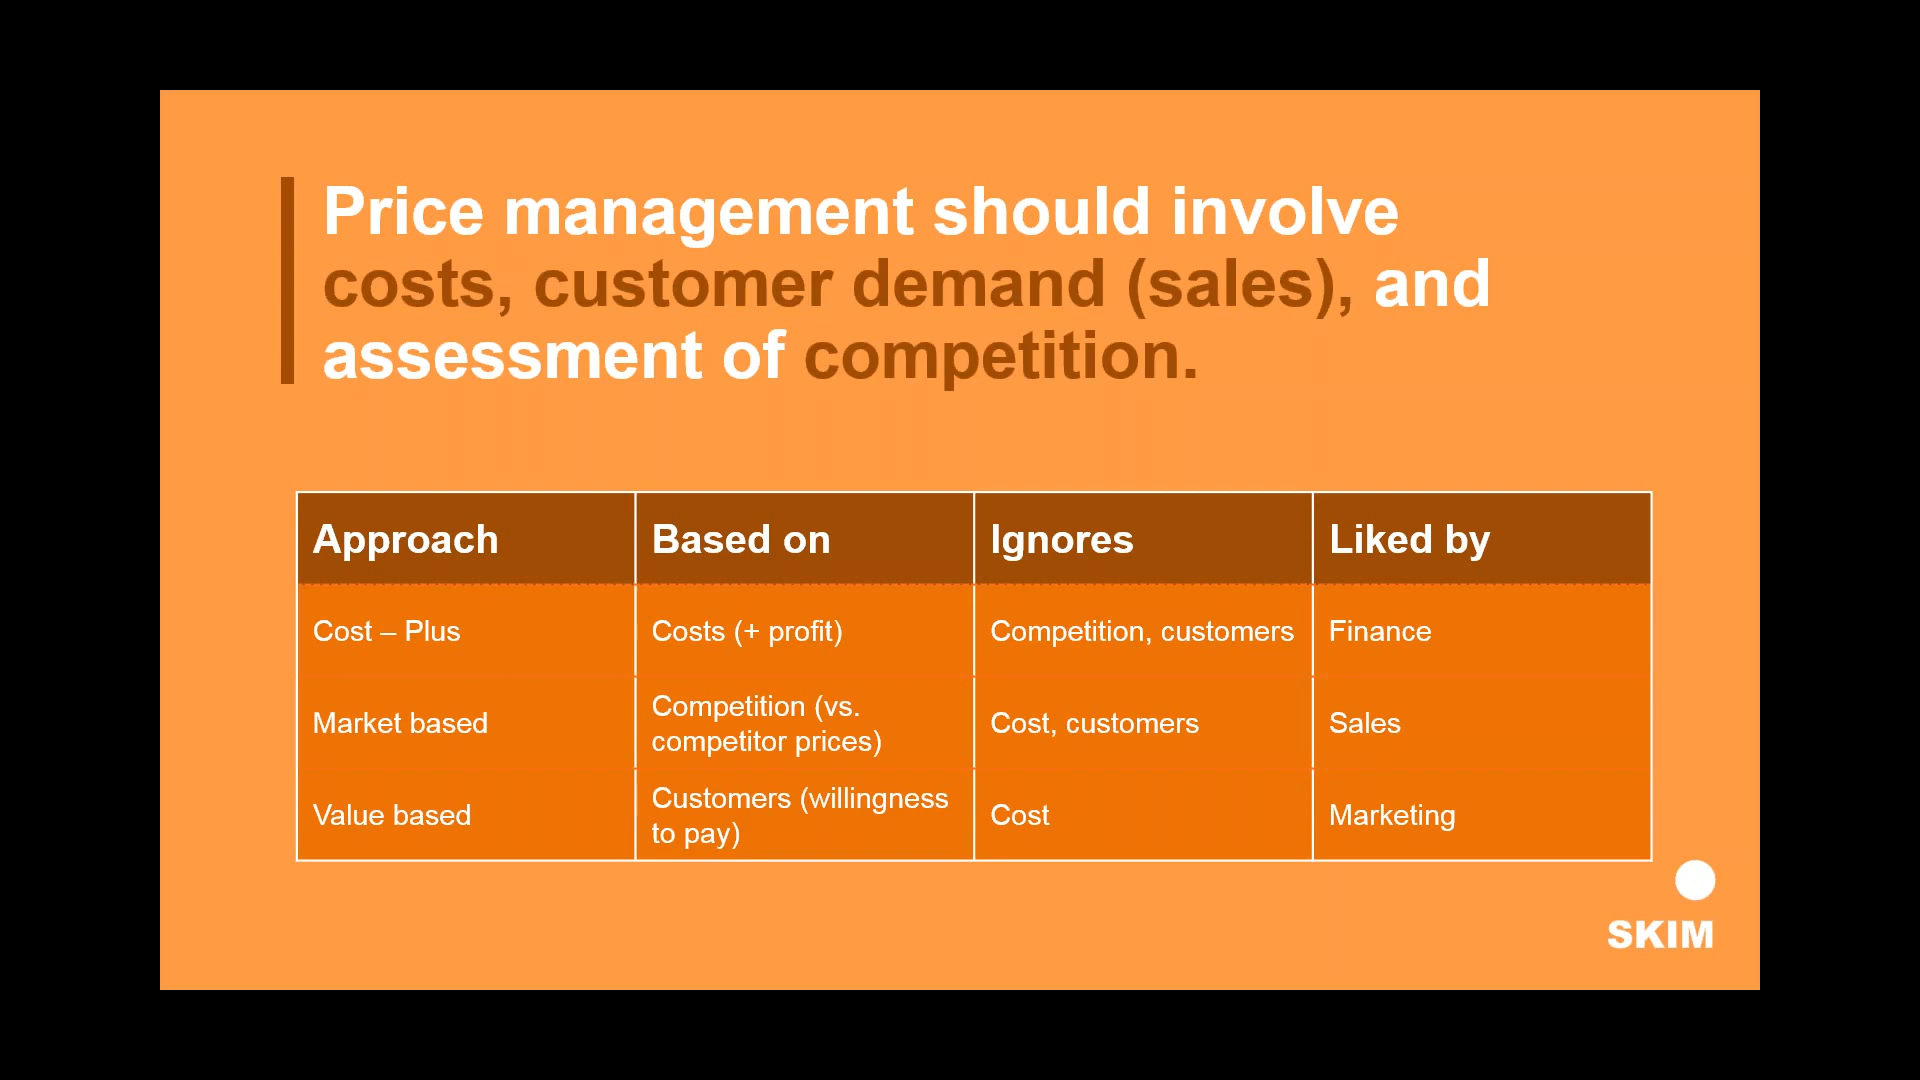 Price management should involve
costs, customer demand (sales), and
assessment of competition.
Approach
Based on
Ignores
Liked by
Cost – Plus
Costs (+ profit)
Competition, customers
Finance
Market based
Competition (vs.
competitor prices)
Cost, customers
Sales
Value based
Customers (willingness
to pay)
Cost
Marketing
SKIM